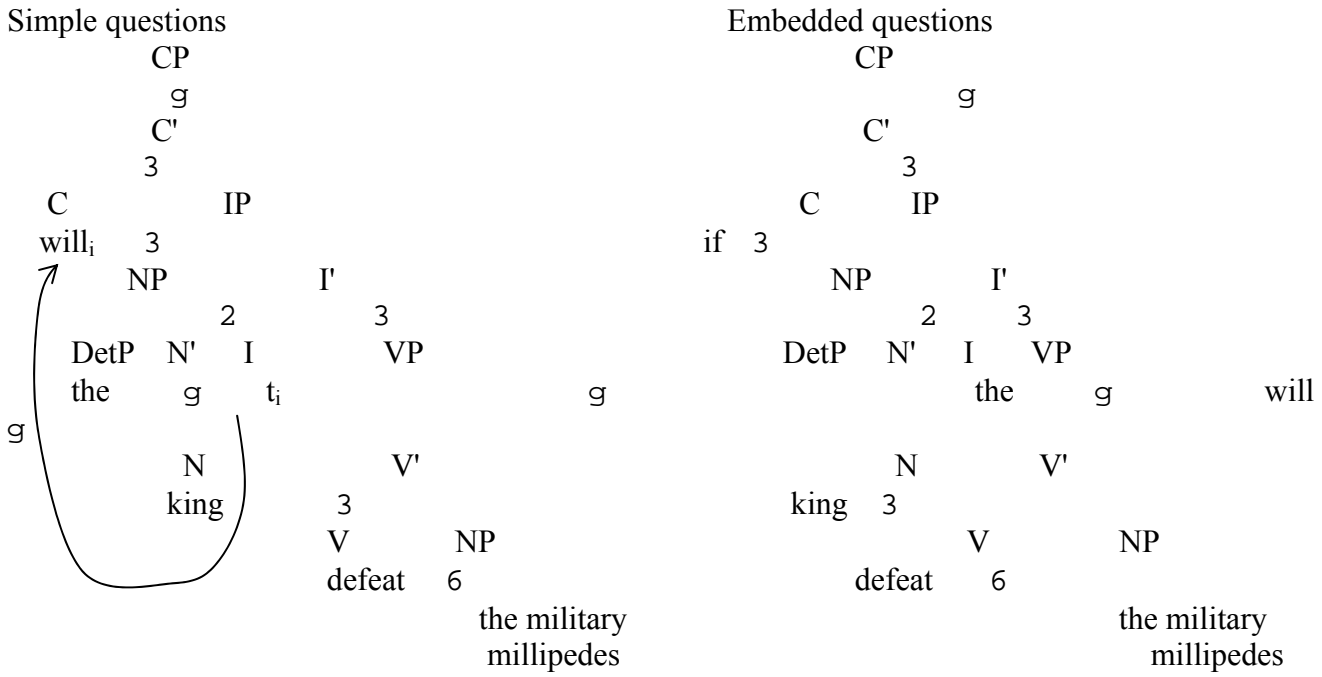 Simple questions Embedded questions
CP CP
g g
C' C'
3 3
C IP C IP
will_i 3 if 3
NP I' NP I'
2 3 2 3
DetP N' I VP DetP N' I VP
the g t_i g the g will
g
N V' N V'
king 3 king 3
V NP V NP
defeat 6 defeat 6
the military the military
millipedes millipedes